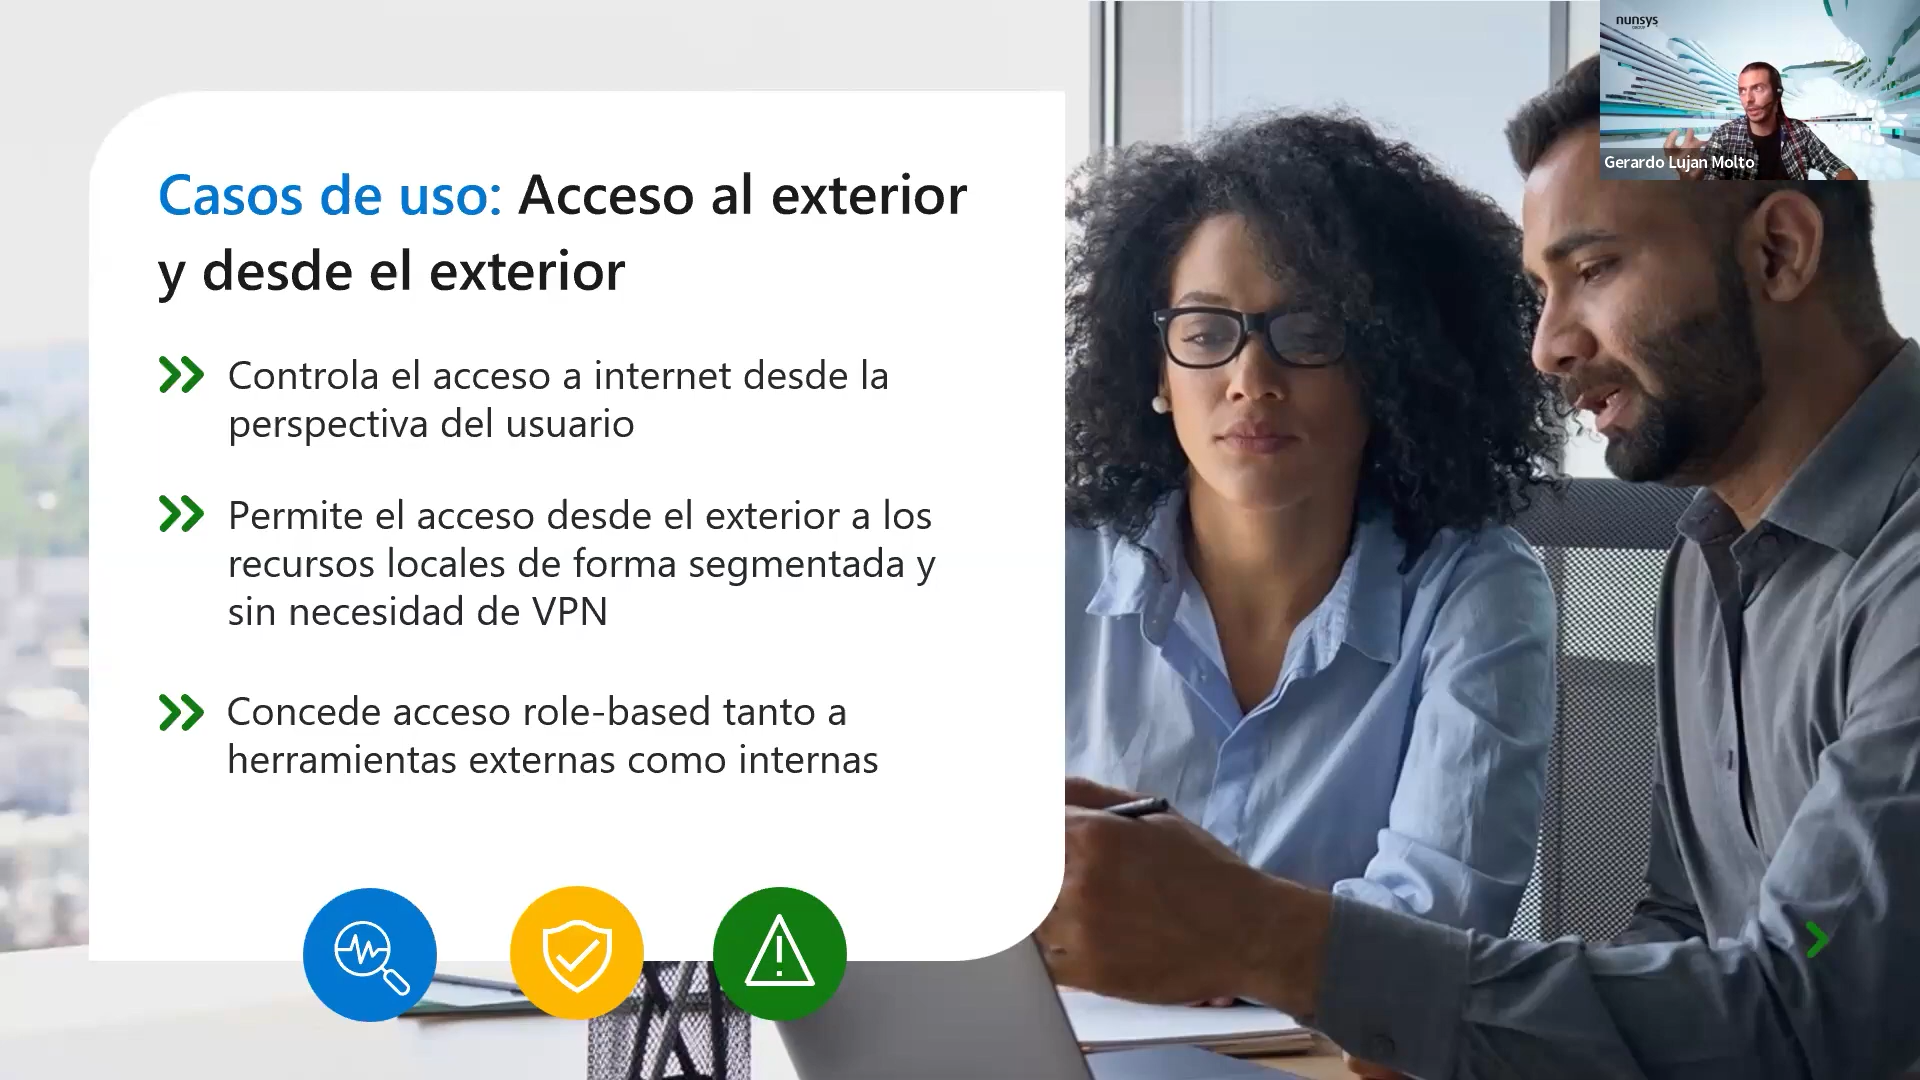 Casos de uso: Acceso al exterior
y desde el exterior
Controla el acceso a internet desde la
perspectiva del usuario
Permite el acceso desde el exterior a los
recursos locales de forma segmentada y
sin necesidad de VPN
Concede acceso role-based tanto a
herramientas externas como internas
nunsys
Gerardo Lujan Molto